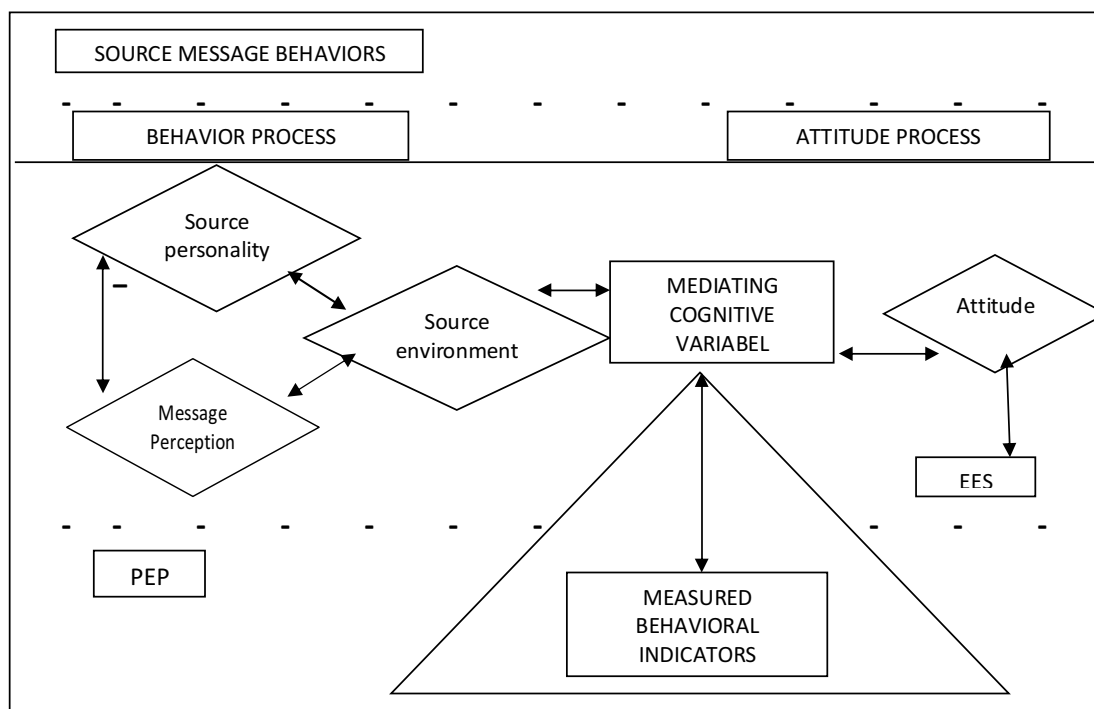 SOURCE MESSAGE BEHAVIORS
BEHAVIOR PROCESS
ATTITUDE PROCESS
Source
personality
Source
environment
Message
Perception
MEDIATING
COGNITIVE
VARIABEL
Attitude
EES
PEP
MEASURED
BEHAVIORAL
INDICATORS